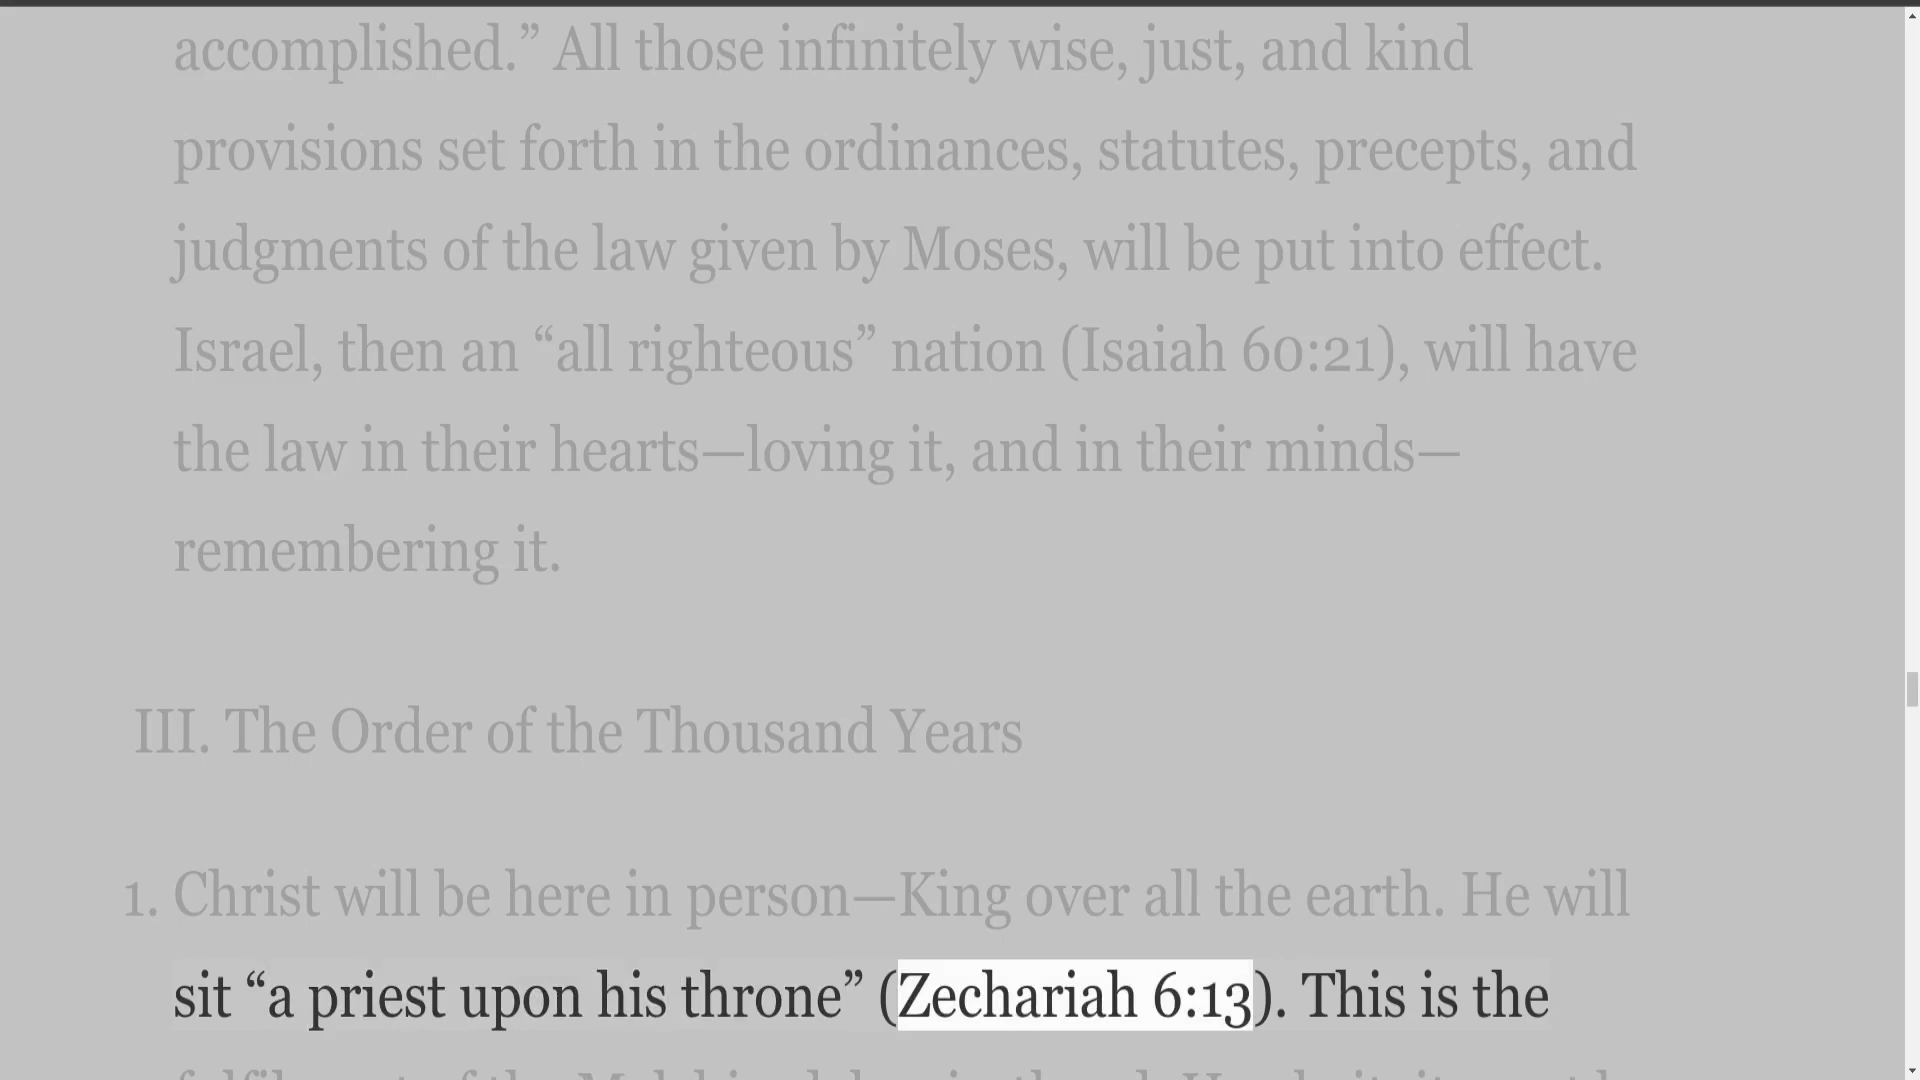 accomplished.” All those infinitely wise, just, and kind
provisions set forth in the ordinances, statutes, precepts, and
judgments of the law given by Moses, will be put into effect.
Israel, then an “all righteous” nation (Isaiah 60:21), will have
the law in their hearts—loving it, and in their minds—
remembering it.
III. The Order of the Thousand Years
1. Christ will be here in person—King over all the earth. He will
sit “a priest upon his throne” (Zechariah 6:13). This is the